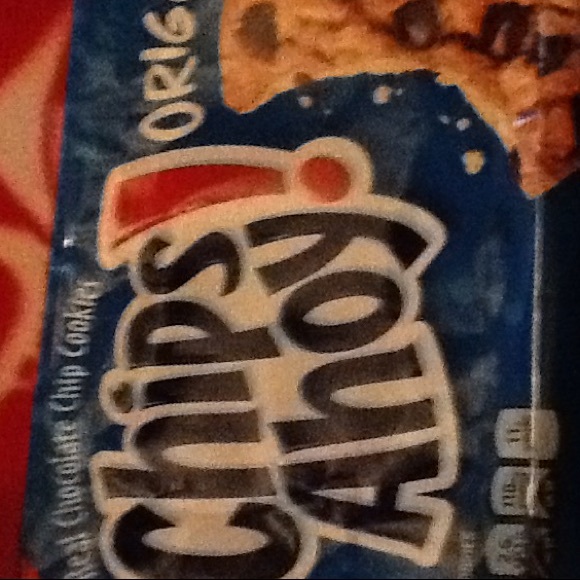 Real Chocolate Chip Cookies
Chips
Ahoy!
ORIG